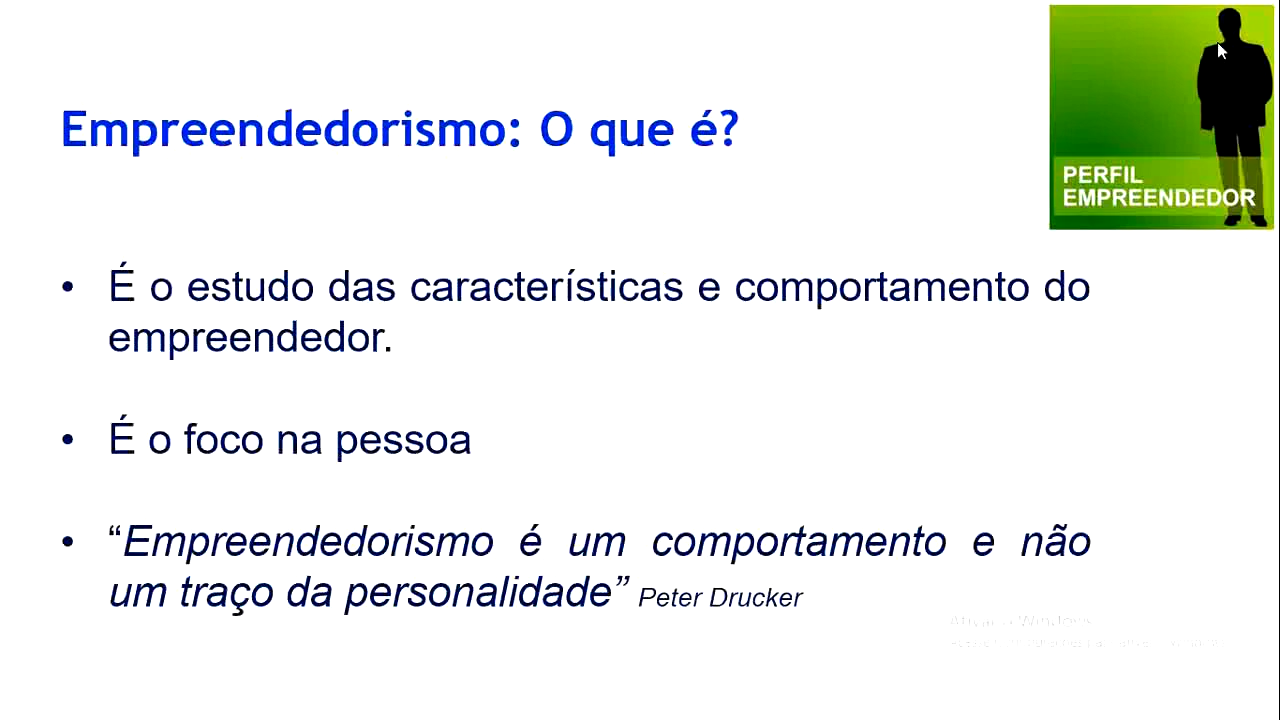 Empreendedorismo: O que é?
PERFIL
EMPREENDEDOR
• É o estudo das características e comportamento do
empreendedor.
• É o foco na pessoa
• “Empreendedorismo é um comportamento e não
um traço da personalidade” Peter Drucker